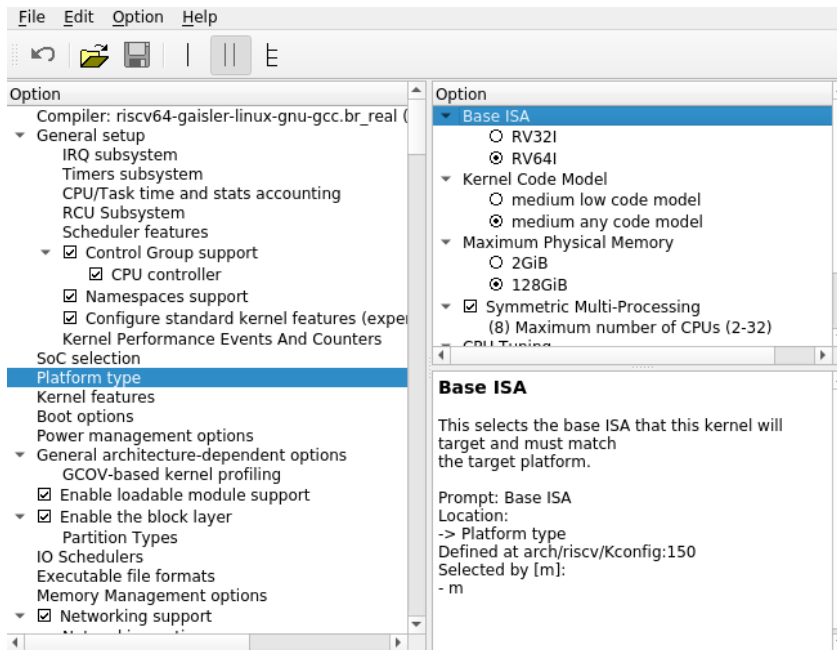 File Edit Option Help
Option
Compiler: riscv64-gaisler-linux-gnu-gcc.br_real (
General setup
IRQ subsystem
Timers subsystem
CPU/Task time and stats accounting
RCU Subsystem
Scheduler features
Control Group support
CPU controller
Namespaces support
Configure standard kernel features (expe
Kernel Performance Events And Counters
SoC selection
Platform type
Kernel features
Boot options
Power management options
General architecture-dependent options
GCOV-based kernel profiling
Enable loadable module support
Enable the block layer
Partition Types
IO Schedulers
Executable file formats
Memory Management options
Networking support
Option
Base ISA
RV32I
RV64I
Kernel Code Model
medium low code model
medium any code model
Maximum Physical Memory
2GiB
128GiB
Symmetric Multi-Processing
(8) Maximum number of CPUs (2-32)
CPU Tuning
Base ISA
This selects the base ISA that this kernel will
target and must match
the target platform.
Prompt: Base ISA
Location:
-> Platform type
Defined at arch/riscv/Kconfig:150
Selected by [m]:
- m